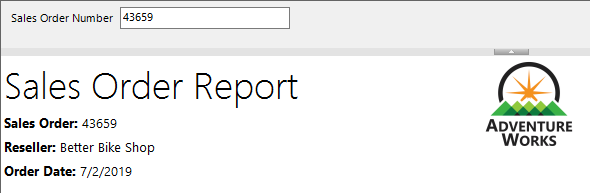 Sales Order Number 43659
Sales Order Report
ADVENTURE
WORKS
Sales Order: 43659
Reseller: Better Bike Shop
Order Date: 7/2/2019